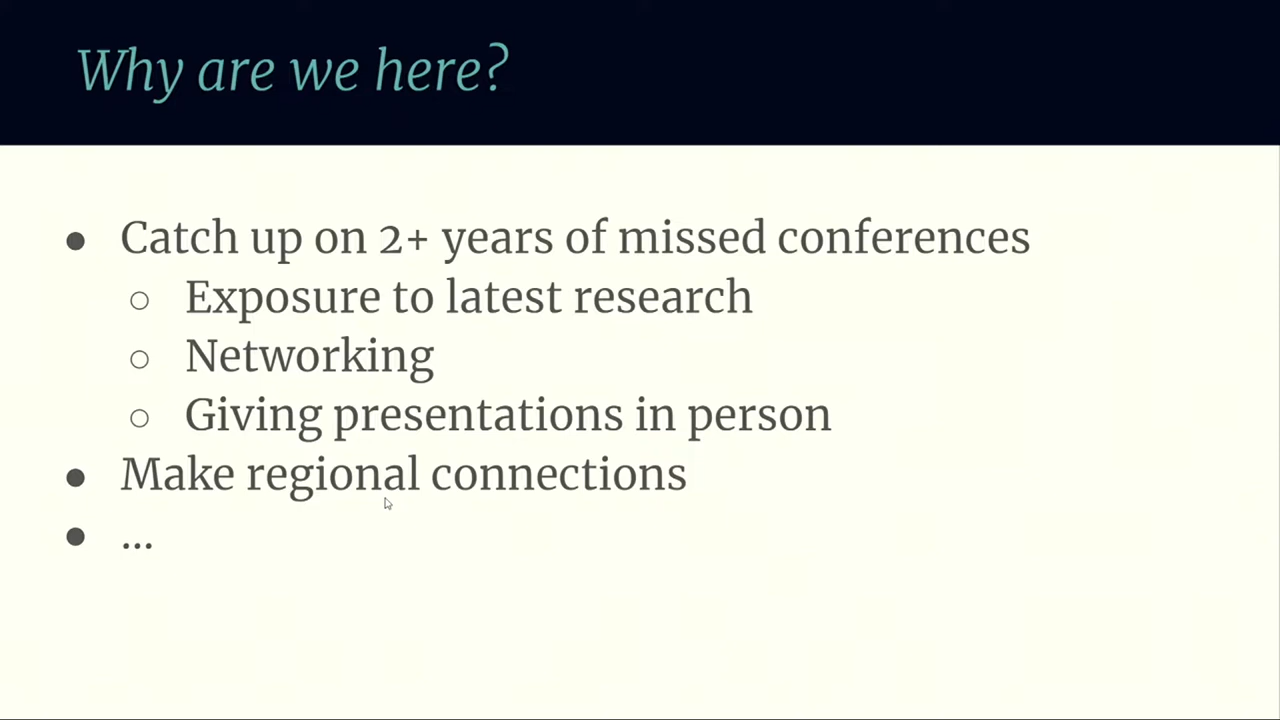 Why are we here?
● Catch up on 2+ years of missed conferences
○ Exposure to latest research
○ Networking
○ Giving presentations in person
● Make regional connections
● ...